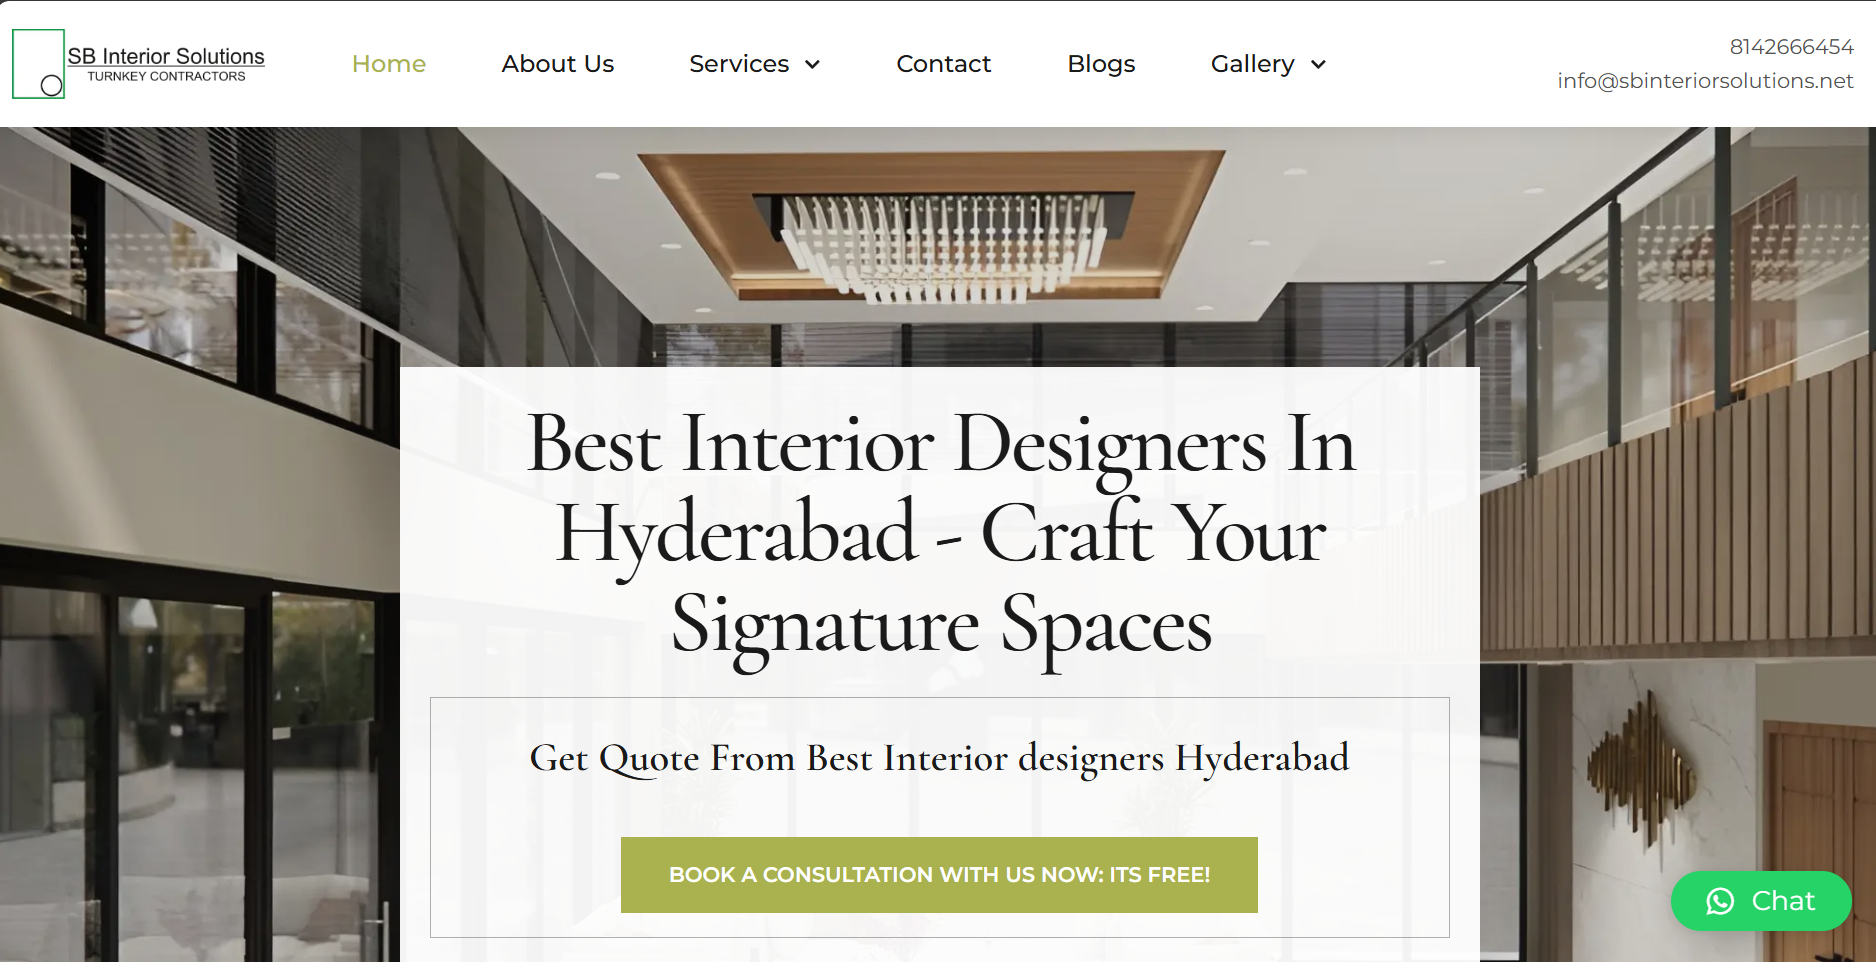 SB Interior Solutions
TURNKEY CONTRACTORS
Home
About Us
Services
Contact
Blogs
Gallery
8142666454
info@sbinteriorsolutions.net
Best Interior Designers In
Hyderabad - Craft Your
Signature Spaces
Get Quote From Best Interior designers Hyderabad
BOOK A CONSULTATION WITH US NOW: ITS FREE!
Chat